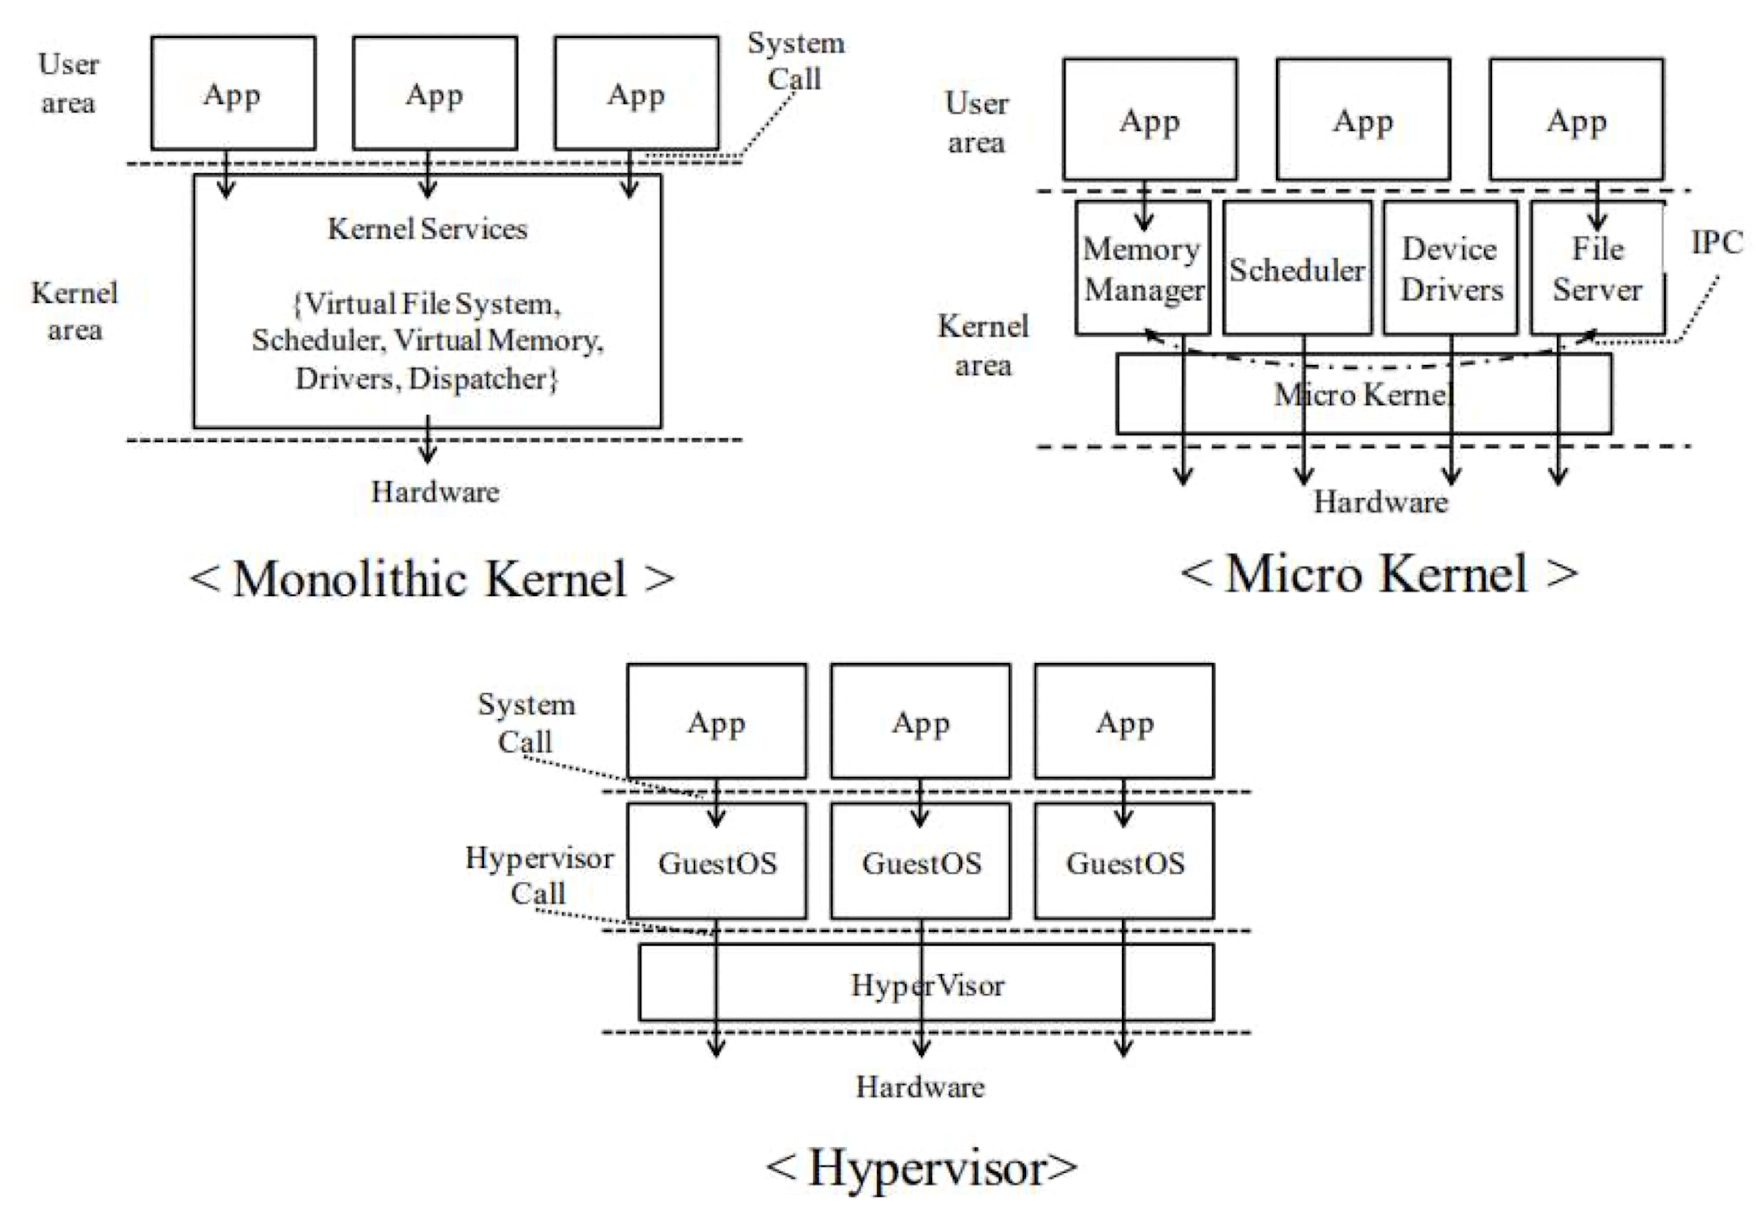 User
area
App
App
App
System
Call
Kernel
area
Kernel Services
{Virtual File System,
Scheduler, Virtual Memory,
Drivers, Dispatcher}
Hardware
< Monolithic Kernel >
User
area
App
App
App
Kernel
area
Memory
Manager
Scheduler
Device
Drivers
File
Server
IPC
Micro Kernel
Hardware
< Micro Kernel >
System
Call
App
App
App
Hypervisor
Call
GuestOS
GuestOS
GuestOS
HyperVisor
Hardware
< Hypervisor>